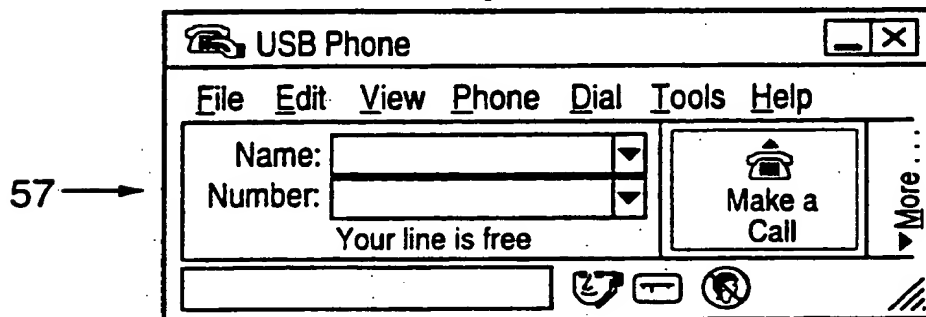 USB Phone
File Edit View Phone Dial Tools Help
Name:
Number:
Your line is free
Make a
Call
More...
57